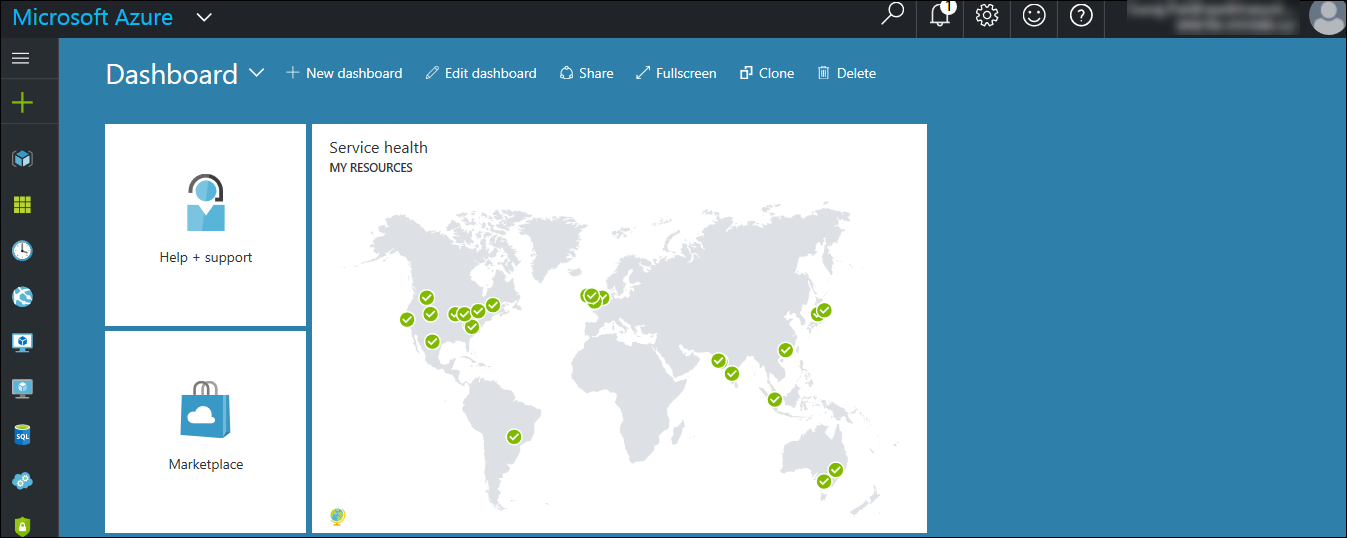 Microsoft Azure
1
Dashboard
New dashboard
Edit dashboard
Share
Fullscreen
Clone
Delete
Service health
MY RESOURCES
Help + support
Marketplace
SQL